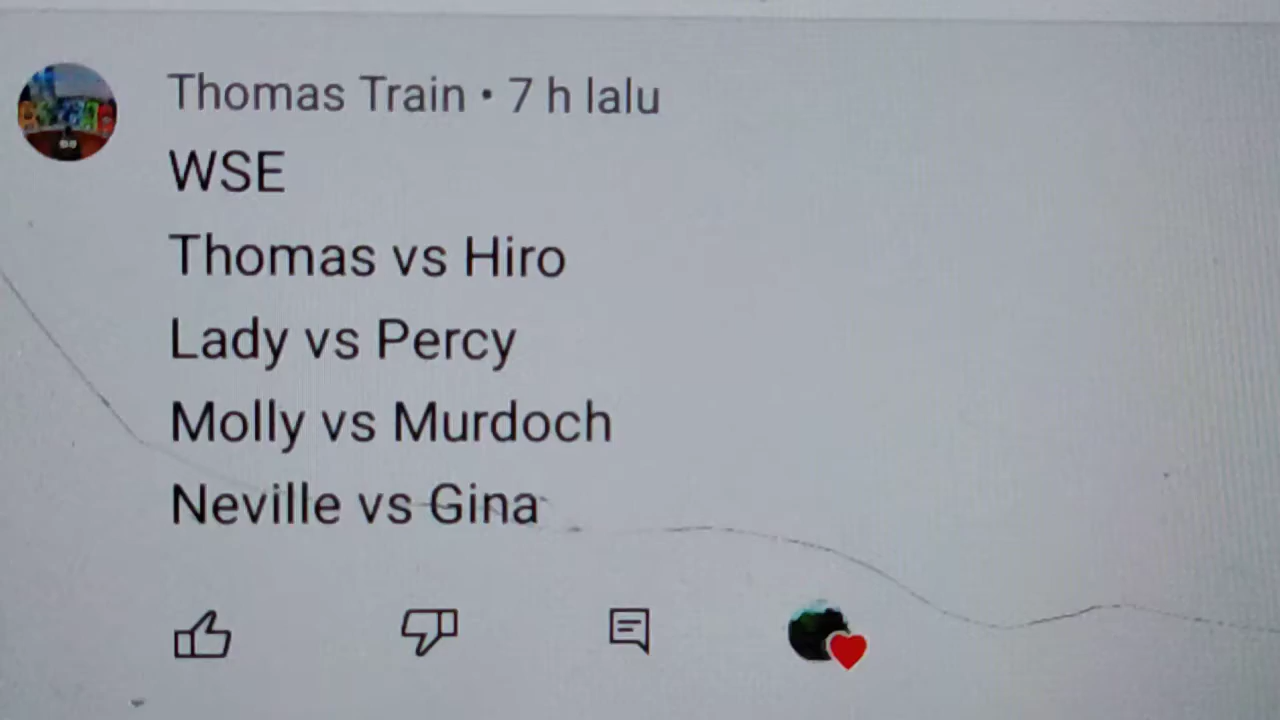 Thomas Train • 7 h lalu
WSE
Thomas vs Hiro
Lady vs Percy
Molly vs Murdoch
Neville vs Gina